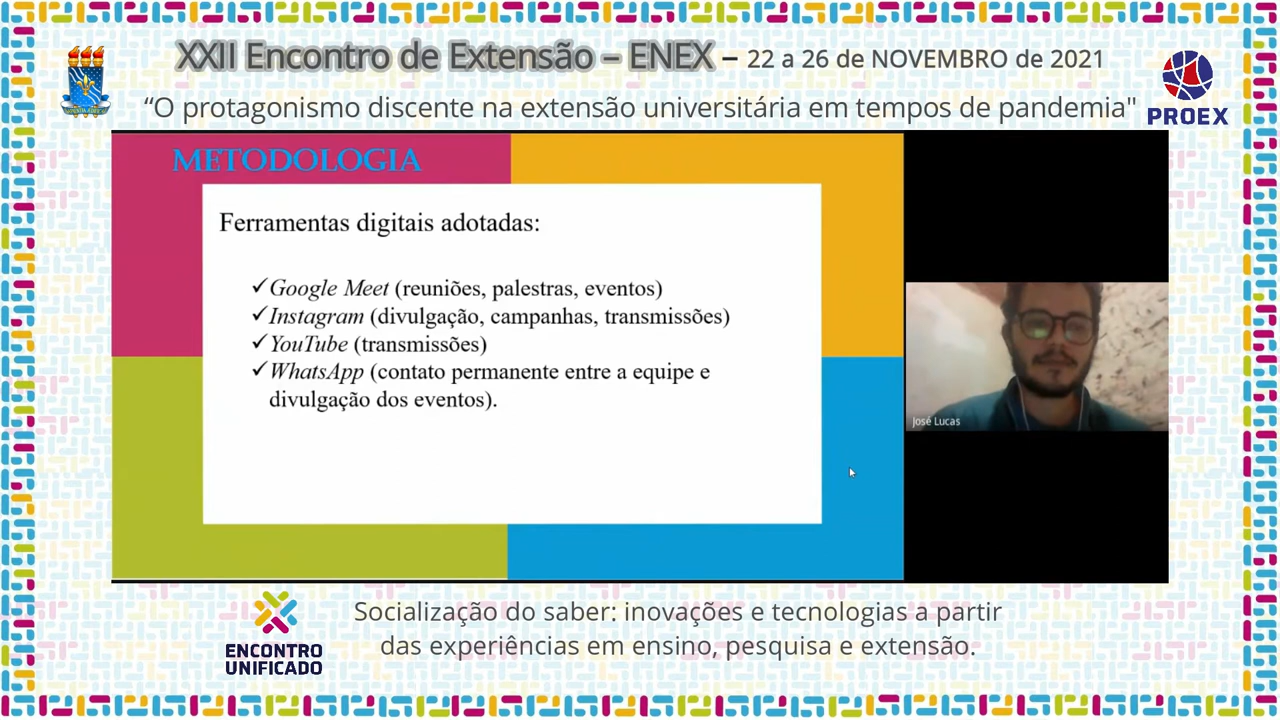 XXII Encontro de Extensão – ENEX – 22 a 26 de NOVEMBRO de 2021
“O protagonismo discente na extensão universitária em tempos de pandemia"
PROEX
METODOLOGIA
Ferramentas digitais adotadas:
✓Google Meet (reuniões, palestras, eventos)
✓Instagram (divulgação, campanhas, transmissões)
✓YouTube (transmissões)
✓WhatsApp (contato permanente entre a equipe e
divulgação dos eventos).
José Lucas
ENCONTRO
UNIFICADO
Socialização do saber: inovações e tecnologias a partir
das experiências em ensino, pesquisa e extensão.